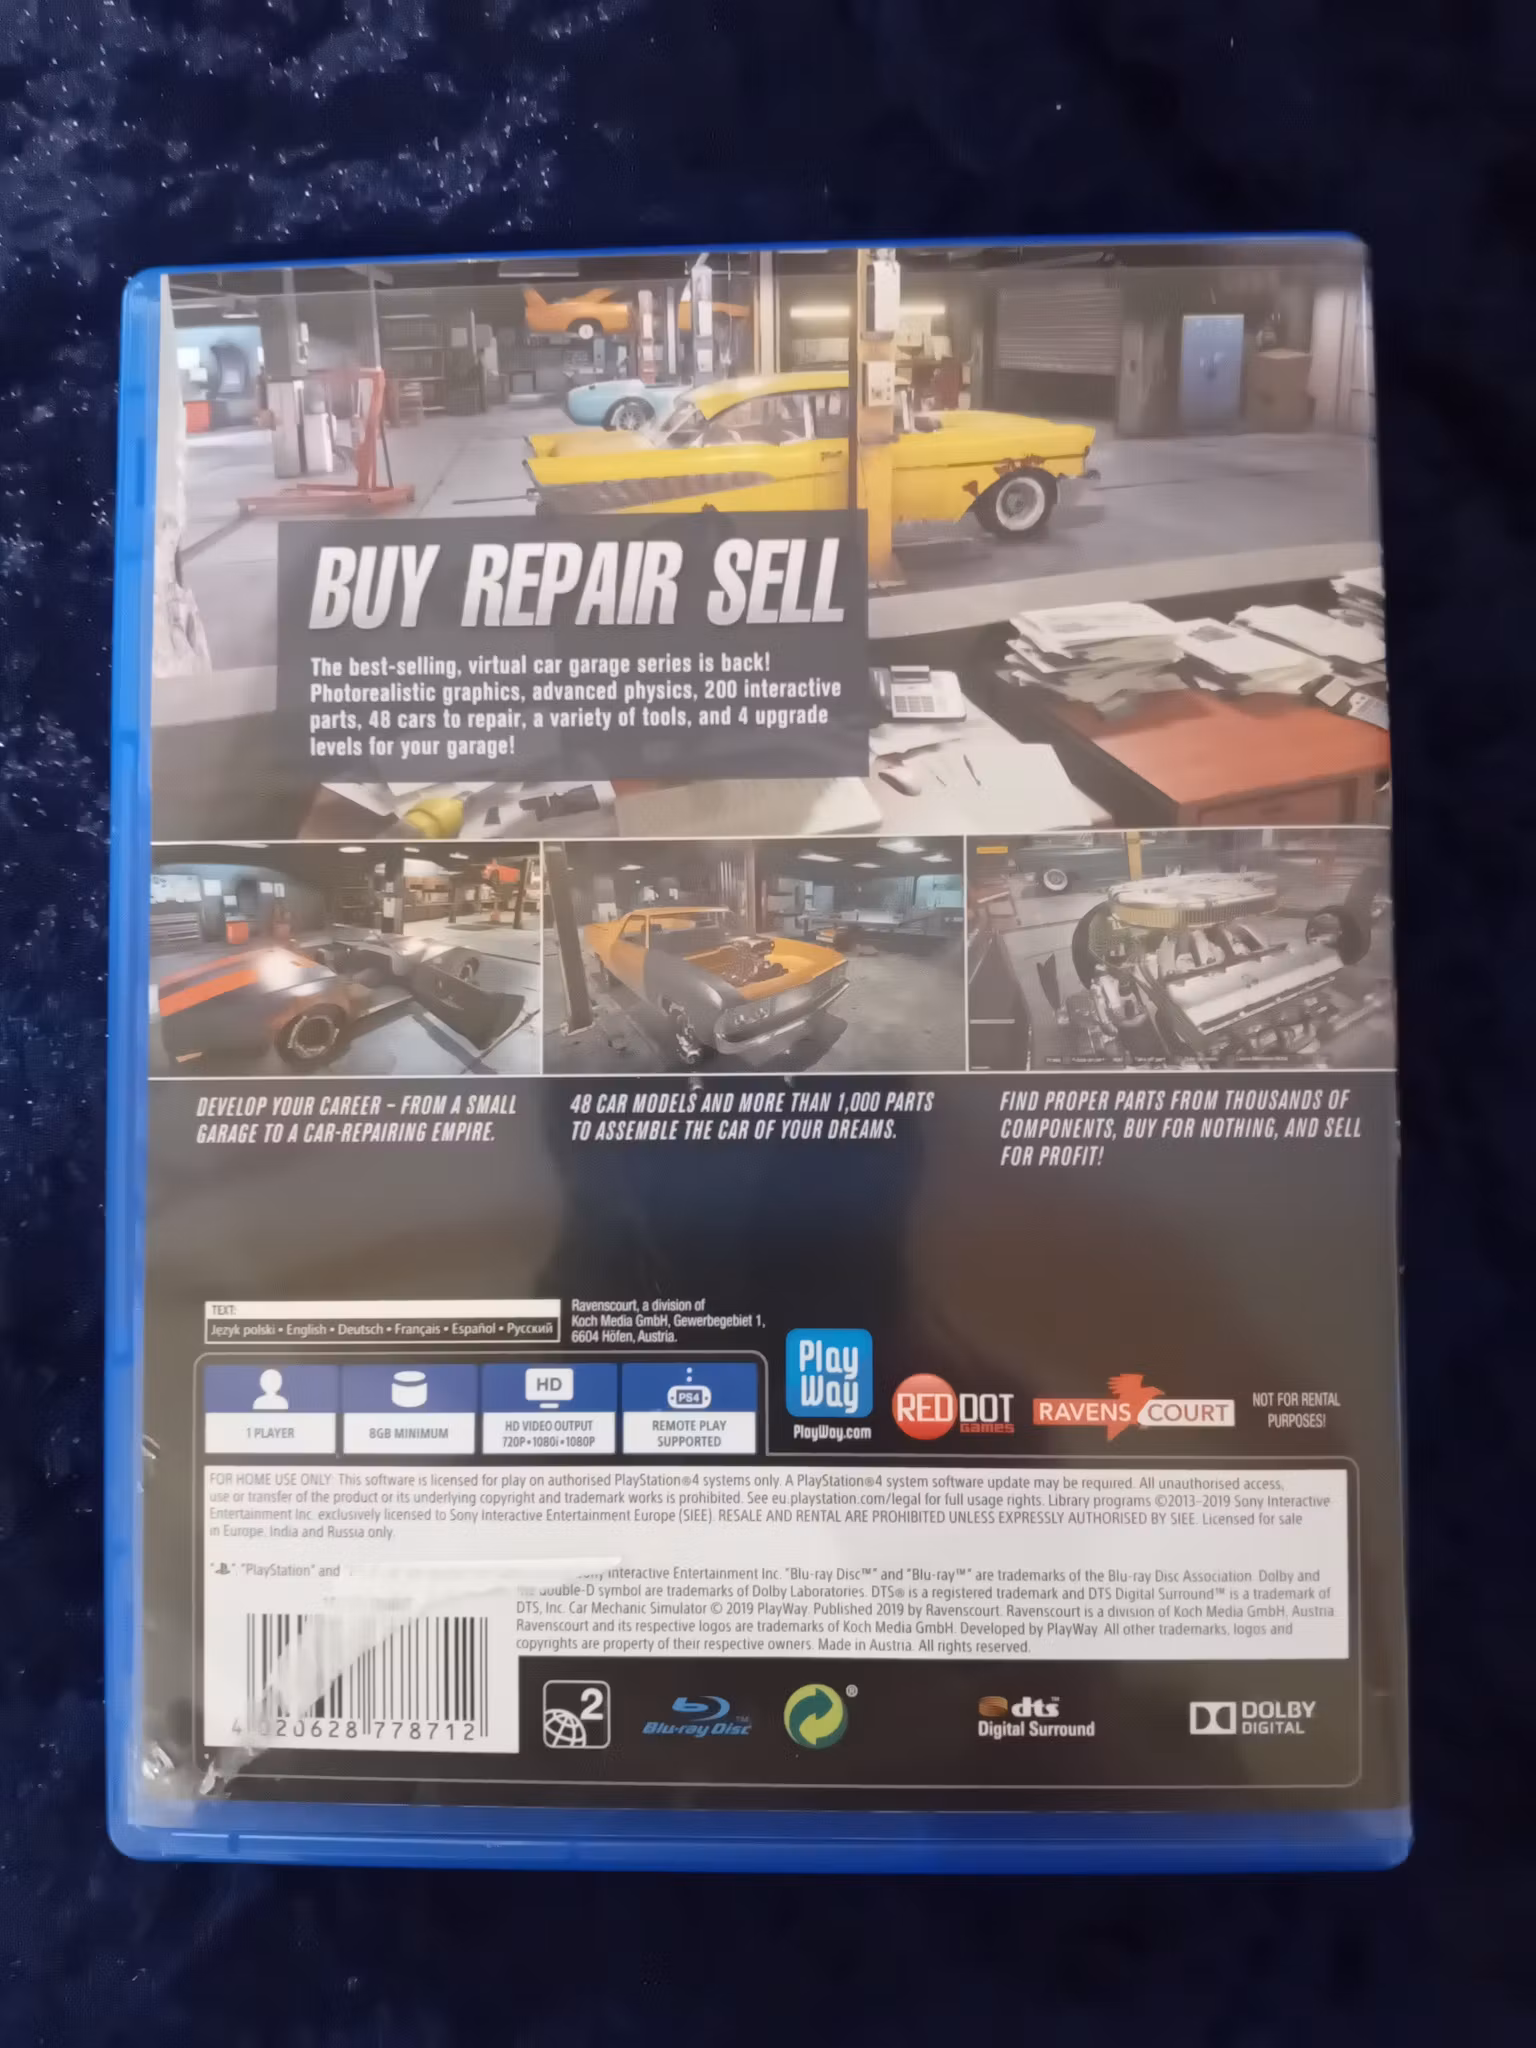 BUY REPAIR SELL
The best-selling, virtual car garage series is back!
Photorealistic graphics, advanced physics, 200 interactive
parts, 48 cars to repair, a variety of tools, and 4 upgrade
levels for your garage!
DEVELOP YOUR CAREER – FROM A SMALL
GARAGE TO A CAR-REPAIRING EMPIRE.
48 CAR MODELS AND MORE THAN 1,000 PARTS
TO ASSEMBLE THE CAR OF YOUR DREAMS.
FIND PROPER PARTS FROM THOUSANDS OF
COMPONENTS, BUY FOR NOTHING, AND SELL
FOR PROFIT!
TEXT:
Język polski • English • Deutsch • Français • Español • Русский
Ravenscourt, a division of
Koch Media GmbH, Gewerbegebiet 1,
6604 Höfen, Austria.
1 PLAYER
8GB MINIMUM
HD
HD VIDEO OUTPUT
720P•1080i•1080P
PS4
REMOTE PLAY
SUPPORTED
Play
Way
PlayWay.com
RED DOT
Games
RAVENSCOURT
NOT FOR RENTAL
PURPOSES!
FOR HOME USE ONLY: This software is licensed for play on authorised PlayStation®4 systems only. A PlayStation®4 system software update may be required. All unauthorised access,
use or transfer of the product or its underlying copyright and trademark works is prohibited. See eu.playstation.com/legal for full usage rights. Library programs ©2013-2019 Sony Interactive
Entertainment Inc. exclusively licensed to Sony Interactive Entertainment Europe (SIEE). RESALE AND RENTAL ARE PROHIBITED UNLESS EXPRESSLY AUTHORISED BY SIEE. Licensed for sale
in Europe, India and Russia only.
"PlayStation" and Interactive Entertainment Inc. "Blu-ray Disc™" and "Blu-ray™" are trademarks of the Blu-ray Disc Association. Dolby and
double-D symbol are trademarks of Dolby Laboratories. DTS® is a registered trademark and DTS Digital Surround™ is a trademark of
DTS, Inc. Car Mechanic Simulator © 2019 PlayWay. Published 2019 by Ravenscourt. Ravenscourt is a division of Koch Media GmbH, Austria.
Ravenscourt and its respective logos are trademarks of Koch Media GmbH. Developed by PlayWay. All other trademarks, logos and
copyrights are property of their respective owners. Made in Austria. All rights reserved.
4 020628 778712
2
Blu-ray Disc™
®
dts™
Digital Surround
DOLBY
DIGITAL